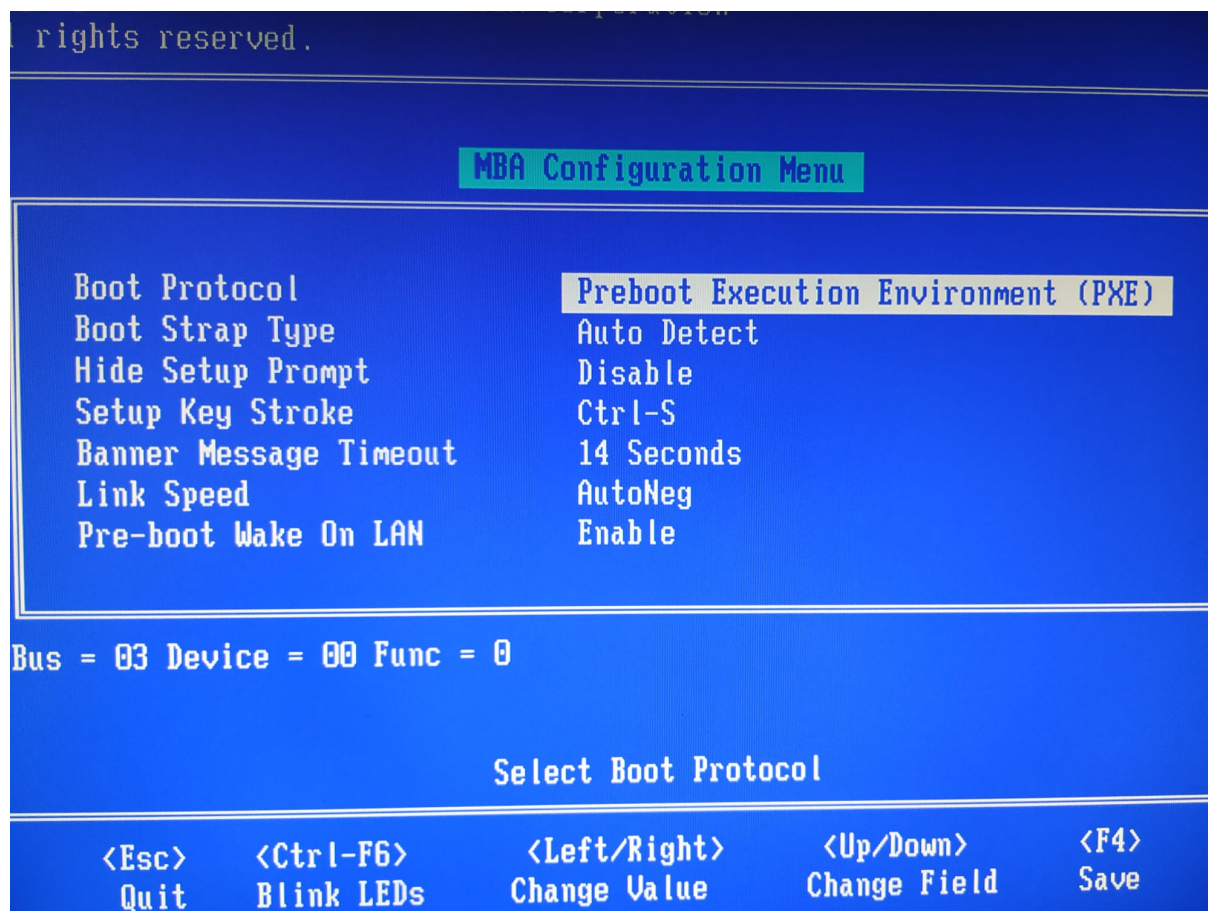 rights reserved.
MBA Configuration Menu
Boot Protocol Preboot Execution Environment (PXE)
Boot Strap Type Auto Detect
Hide Setup Prompt Disable
Setup Key Stroke Ctrl-S
Banner Message Timeout 14 Seconds
Link Speed AutoNeg
Pre-boot Wake On LAN Enable
Bus = 03 Device = 00 Func = 0
Select Boot Protocol
<Esc> <Ctrl-F6> <Left/Right> <Up/Down> <F4>
Quit Blink LEDs Change Value Change Field Save